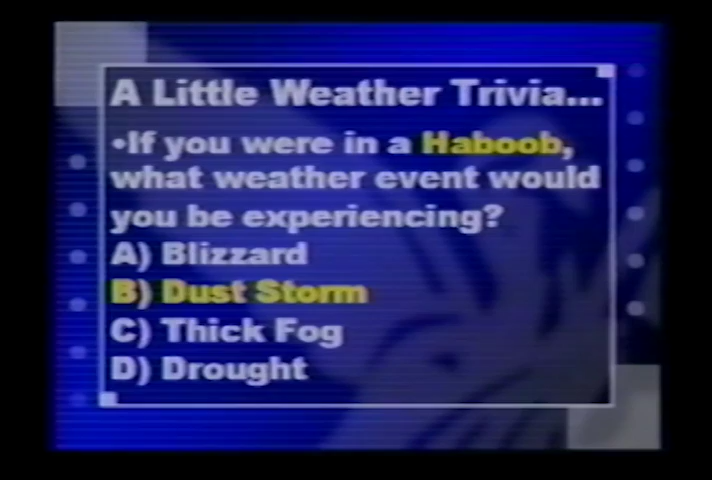 A Little Weather Trivia...
•If you were in a Haboob,
what weather event would
you be experiencing?
A) Blizzard
B) Dust Storm
C) Thick Fog
D) Drought